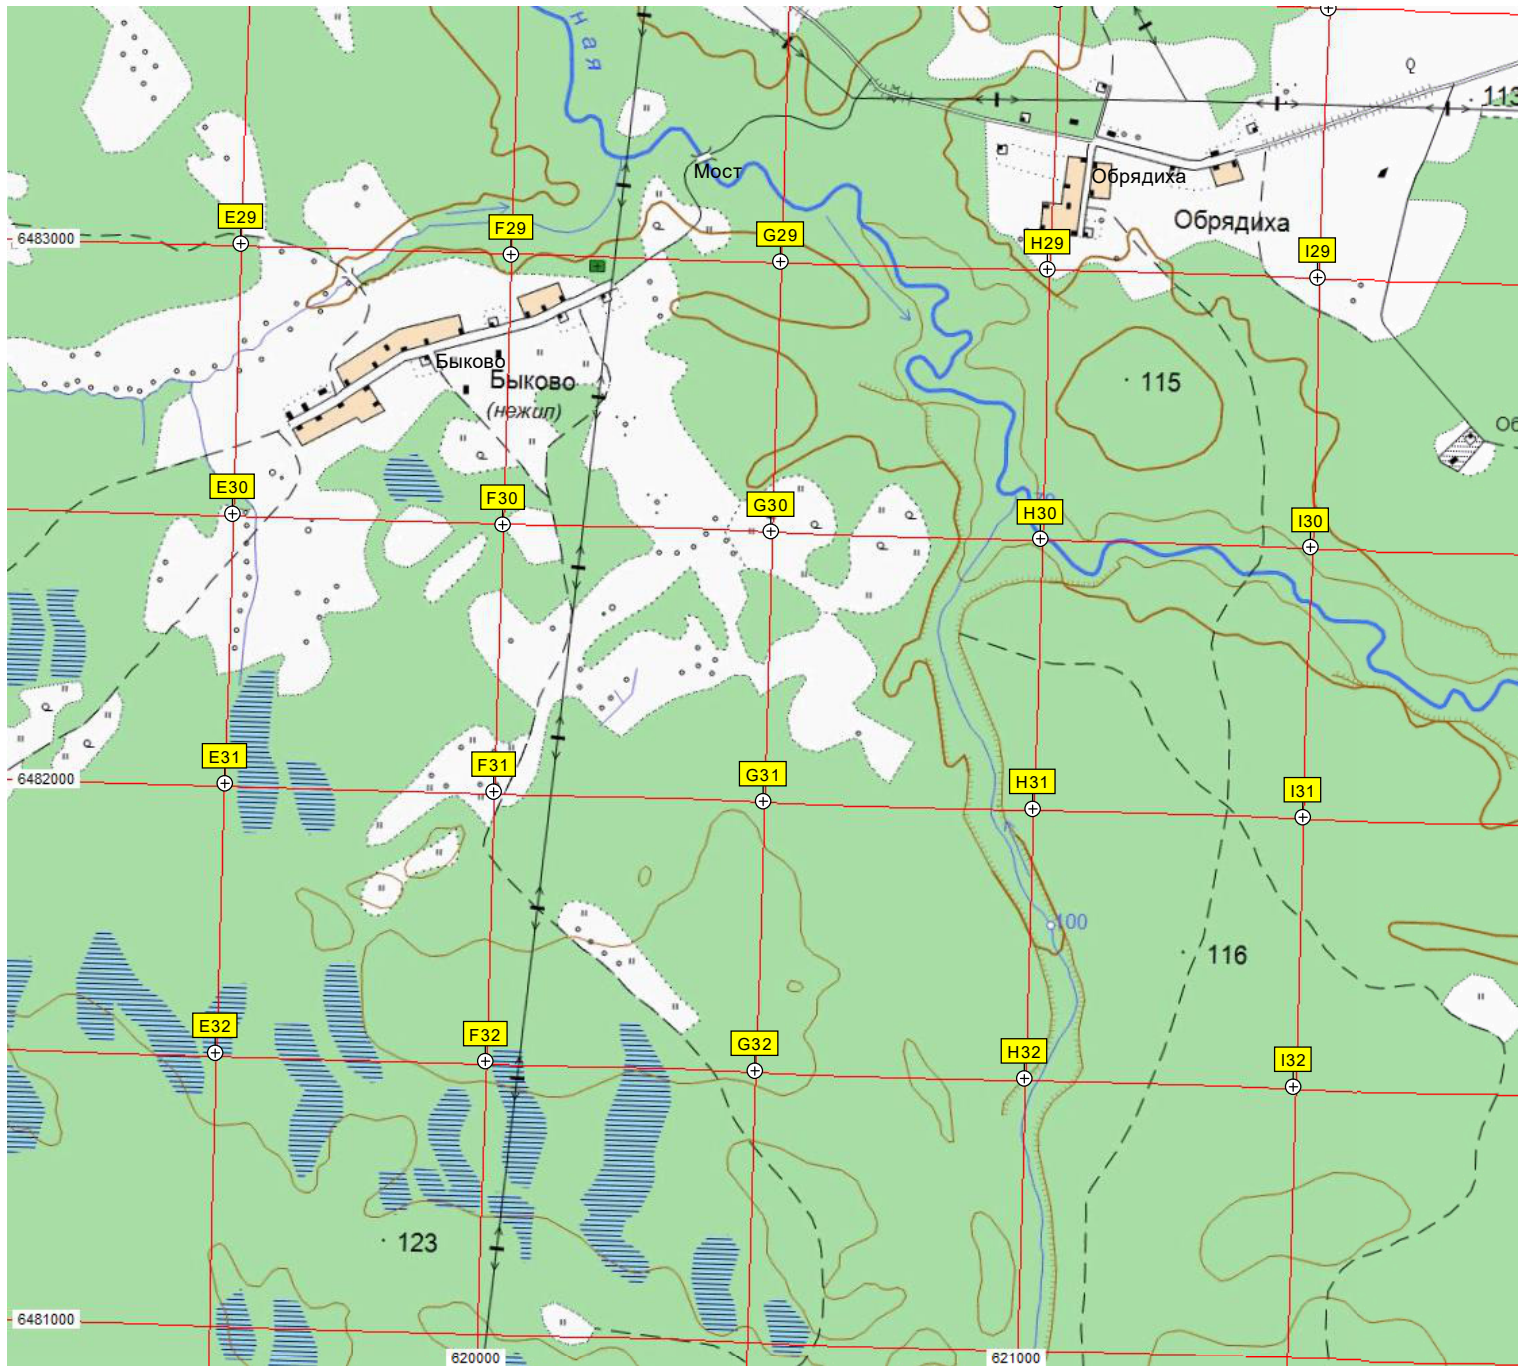 ная
113
Мост
Обрядиха
Обрядиха
E29
F29
G29
H29
I29
6483000
Быково
Быково
(нежил)
115
Об
E30
F30
G30
H30
I30
E31
F31
G31
H31
I31
6482000
100
116
E32
F32
G32
H32
I32
123
6481000
620000
621000